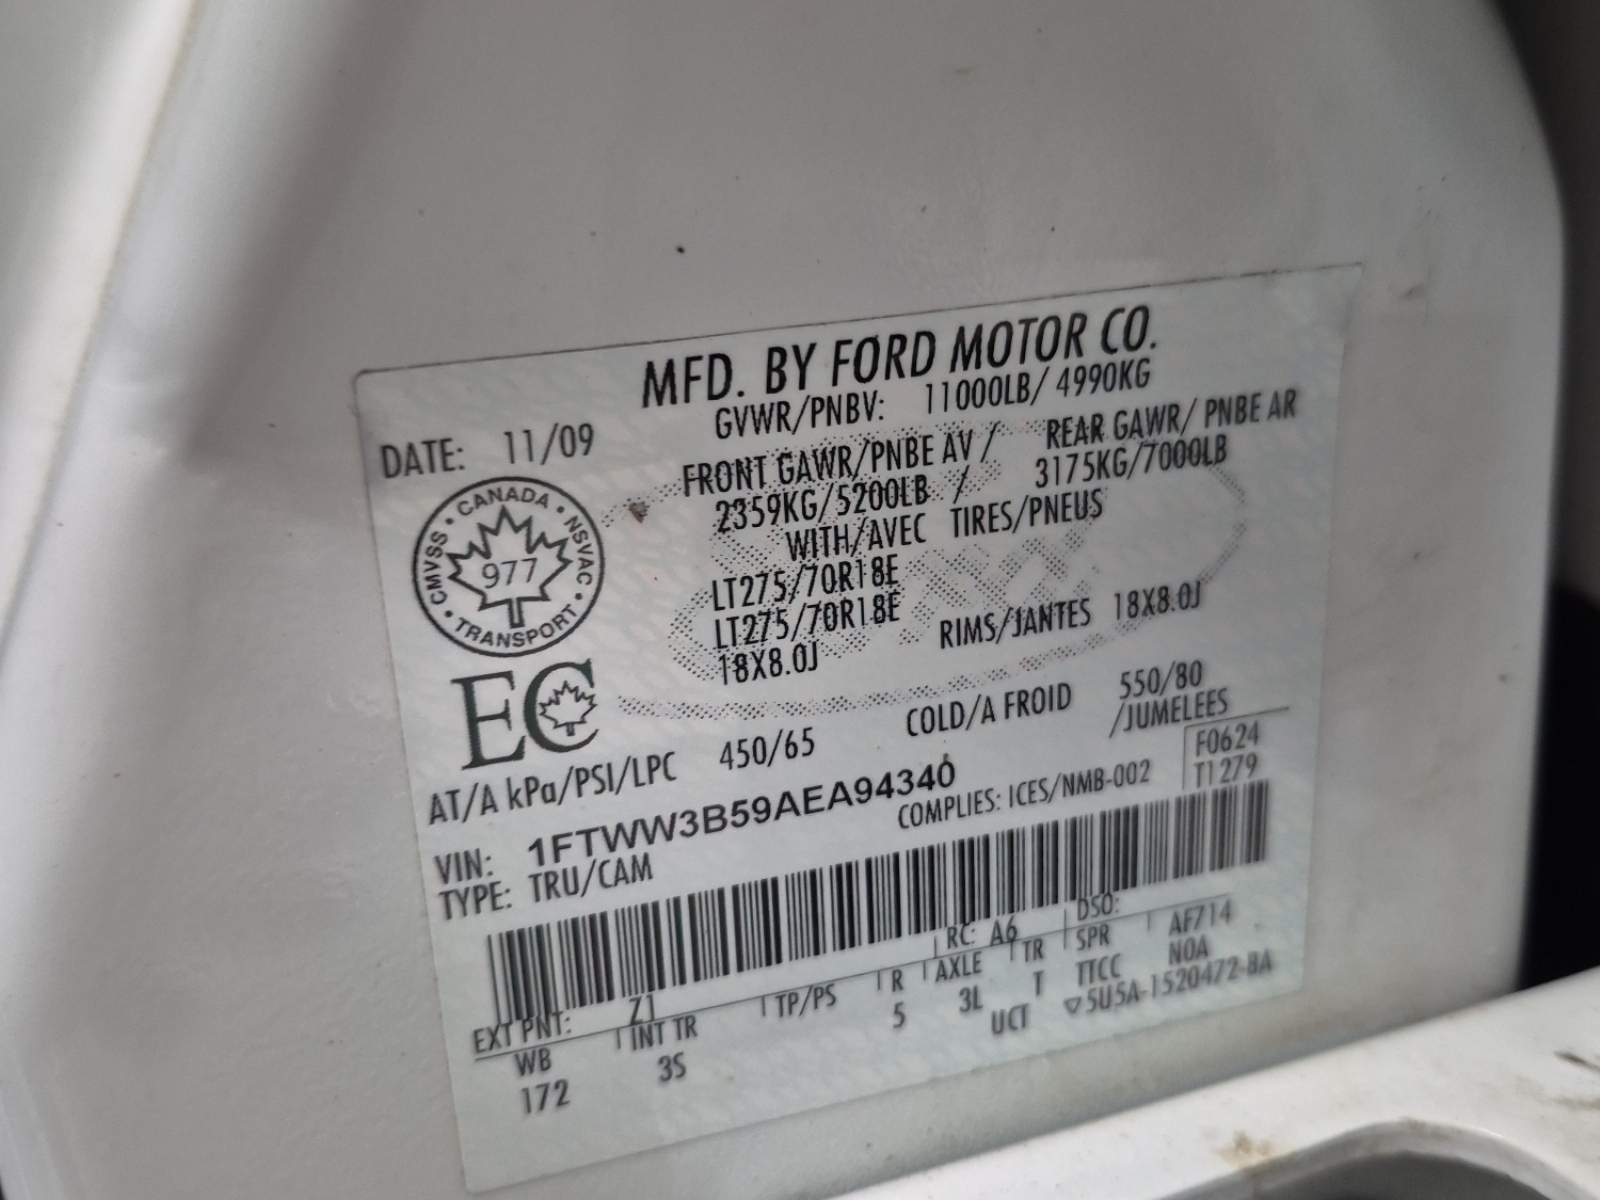 MFD. BY FORD MOTOR CO.
DATE: 11/09
GVWR/PNBV: 11000LB/ 4990KG
FRONT GAWR/PNBE AV / REAR GAWR/ PNBE AR
2359KG/5200LB / 3175KG/7000LB
WITH/AVEC TIRES/PNEUS
LT275/70R18E
LT275/70R18E
18X8.0J RIMS/JANTES 18X8.0J
CMVSS • CANADA • NSVAC • TRANSPORT •
977
EC
AT/A kPa/PSI/LPC 450/65 COLD/A FROID 550/80
/JUMELEES
VIN: 1FTWW3B59AEA94340
COMPLIES: ICES/NMB-002
F0624
T1279
TYPE: TRU/CAM
EXT PNT: Z1 RC: A6 DSO:
WB INT TR TP/PS R AXLE TR SPR AF714
172 3S 5 3L T TTCC NOA
UCT ▽5U5A-1520472-BA